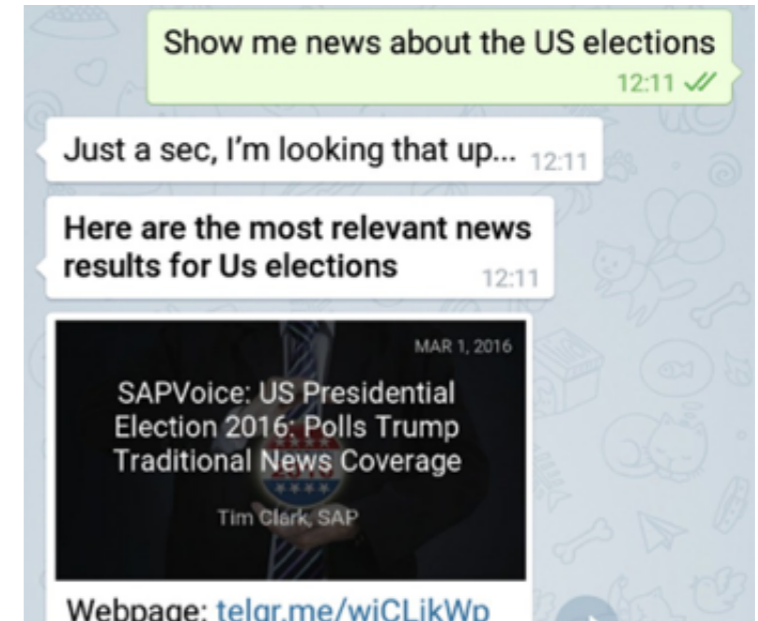 Show me news about the US elections
12:11
Just a sec, I'm looking that up... 12:11
Here are the most relevant news
results for Us elections 12:11
MAR 1, 2016
SAPVoice: US Presidential
Election 2016: Polls Trump
Traditional News Coverage
2016
Tim Clark, SAP
Webpage: telgr.me/wiCLikWp